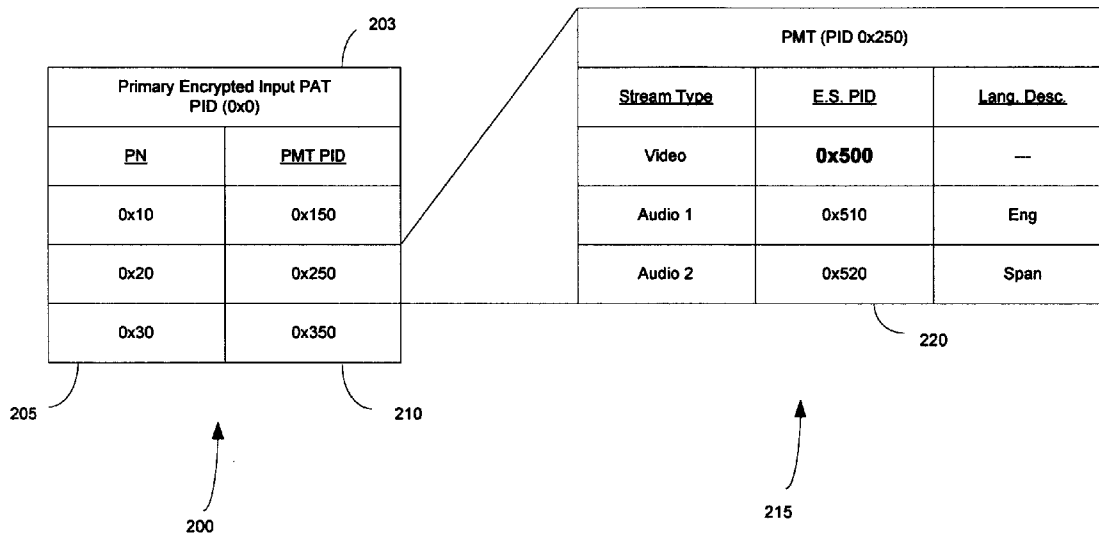 203
Primary Encrypted Input PAT
PID (0x0)
PN PMT PID
0x10 0x150
0x20 0x250
0x30 0x350
205
210
200
PMT (PID 0x250)
Stream Type E.S. PID Lang. Desc.
Video 0x500 ---
Audio 1 0x510 Eng
Audio 2 0x520 Span
220
215